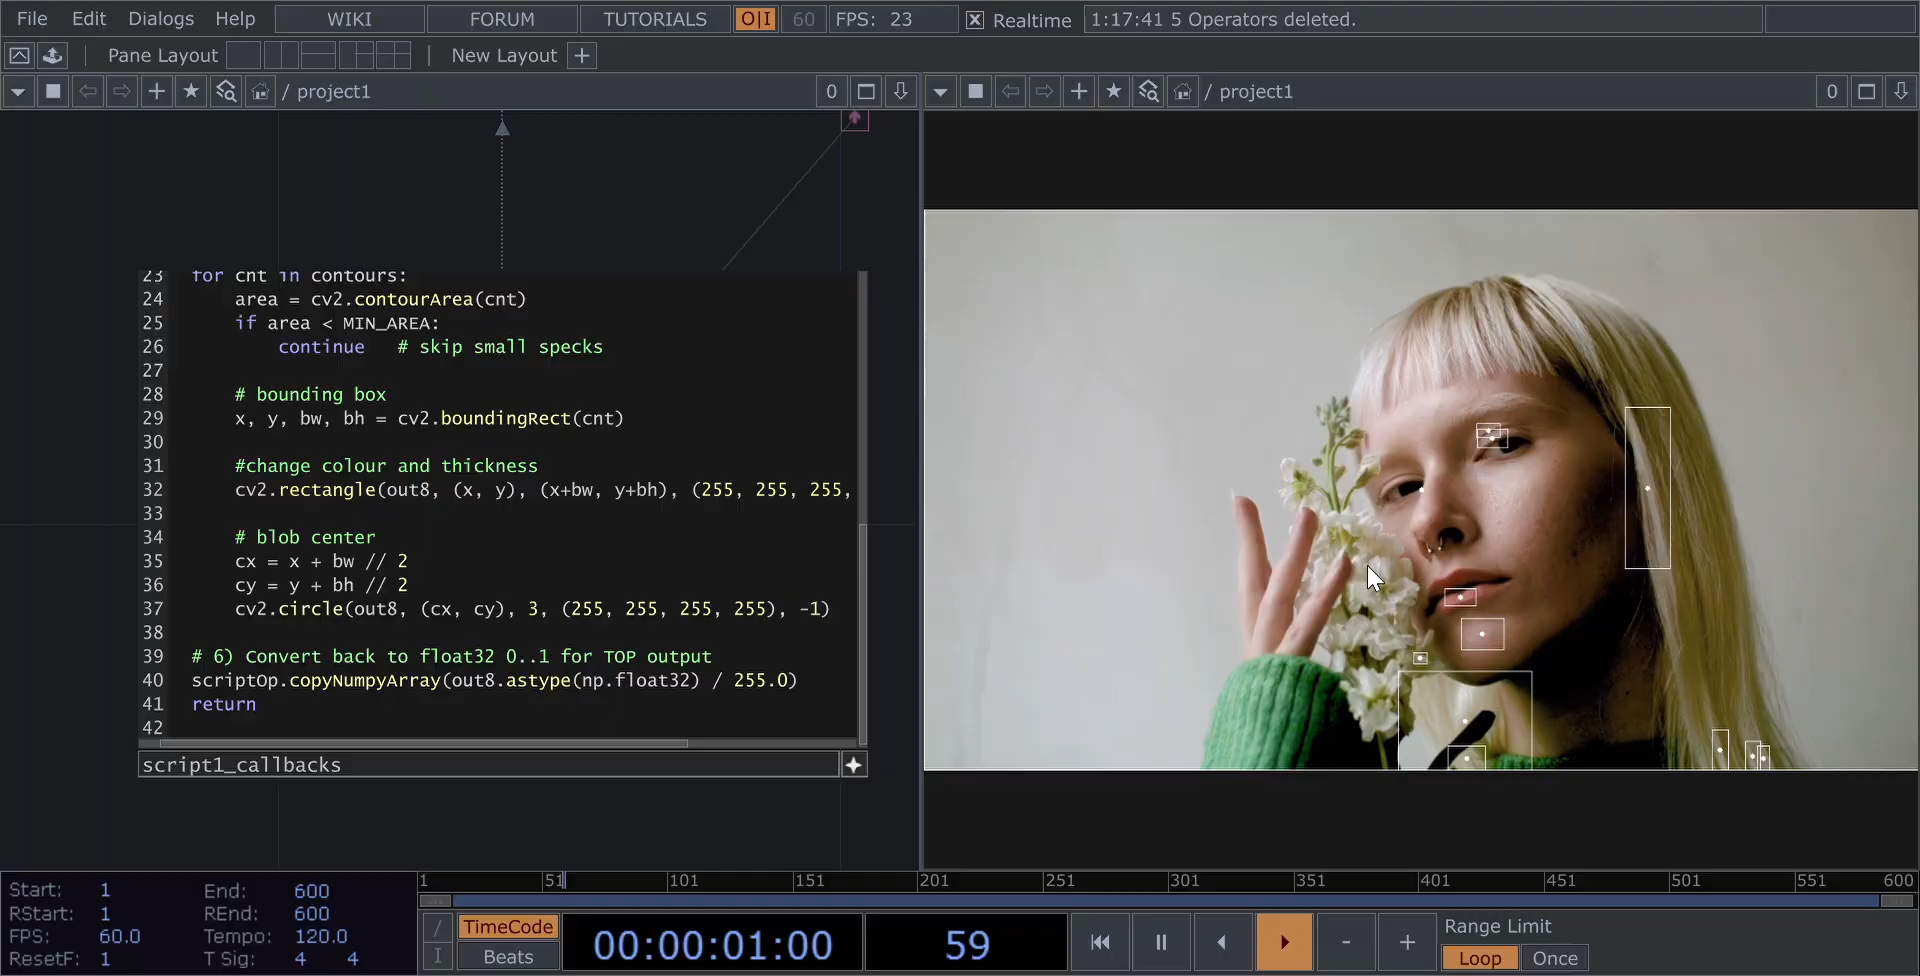 File Edit Dialogs Help WIKI FORUM TUTORIALS O|I 60 FPS: 23 Realtime 1:17:41 5 Operators deleted.
Pane Layout New Layout +
/ project1 0
/ project1 0
23 for cnt in contours:
24 area = cv2.contourArea(cnt)
25 if area < MIN_AREA:
26 continue # skip small specks
27
28 # bounding box
29 x, y, bw, bh = cv2.boundingRect(cnt)
30
31 #change colour and thickness
32 cv2.rectangle(out8, (x, y), (x+bw, y+bh), (255, 255, 255,
33
34 # blob center
35 cx = x + bw // 2
36 cy = y + bh // 2
37 cv2.circle(out8, (cx, cy), 3, (255, 255, 255, 255), -1)
38
39 # 6) Convert back to float32 0..1 for TOP output
40 scriptOp.copyNumpyArray(out8.astype(np.float32) / 255.0)
41 return
42
script1_callbacks
1 51 101 151 201 251 301 351 401 451 501 551 600
Start: 1 End: 600
RStart: 1 REnd: 600
FPS: 60.0 Tempo: 120.0
ResetF: 1 T Sig: 4 4
/ TimeCode
I Beats
00:00:01:00 59
- +
Range Limit
Loop Once